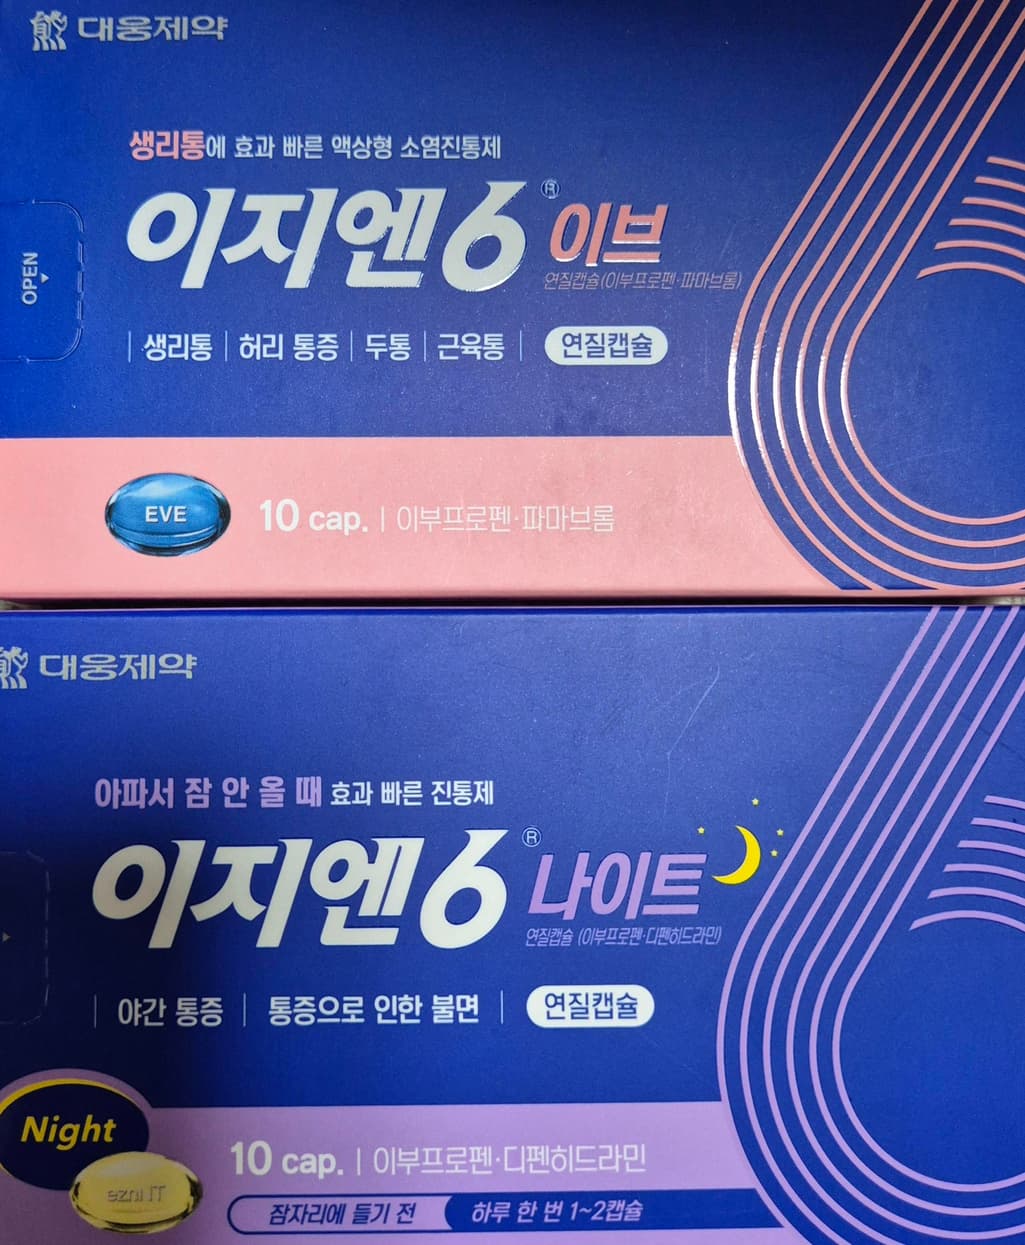 대웅제약
생리통에 효과 빠른 액상형 소염진통제
이지엔6® 이브
연질캡슐(이부프로펜·파마브롬)
OPEN
생리통 | 허리 통증 | 두통 | 근육통 | 연질캡슐
EVE
10 cap. | 이부프로펜·파마브롬
대웅제약
아파서 잠 안 올 때 효과 빠른 진통제
이지엔6® 나이트
연질캡슐 (이부프로펜·디펜히드라민)
야간 통증 | 통증으로 인한 불면 | 연질캡슐
Night
10 cap. | 이부프로펜·디펜히드라민
잠자리에 들기 전 하루 한 번 1~2캡슐